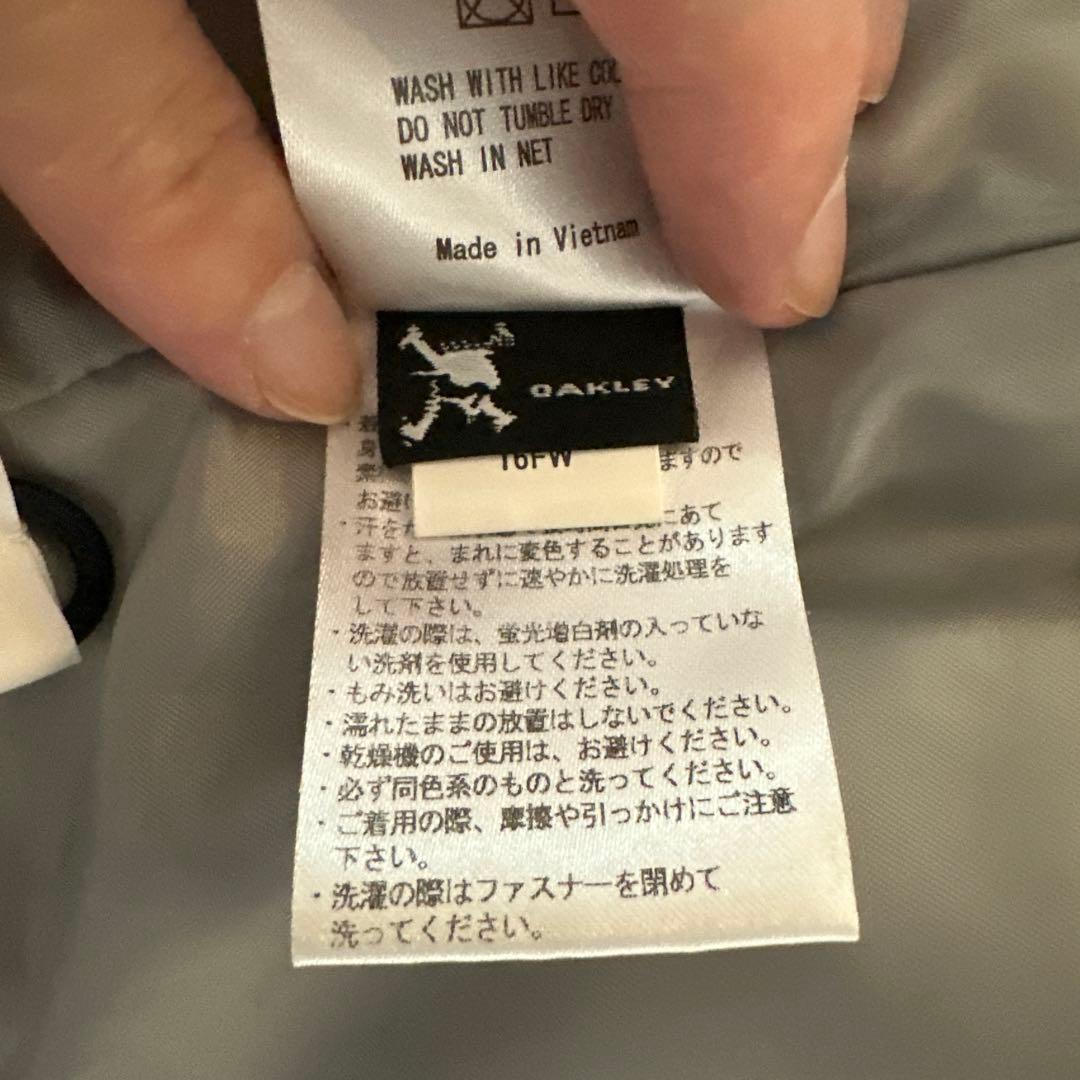 WASH WITH LIKE
DO NOT TUMBLE DRY
WASH IN NET
Made in Vietnam
OAKLEY
16FW
ますので
お避
・汗を にあて
ますと、まれに変色することがあります
ので放置せずに速やかに洗濯処理を
して下さい。
・洗濯の際は、蛍光増白剤の入っていな
い洗剤を使用してください。
・もみ洗いはお避けください。
・濡れたままの放置はしないでください。
・乾燥機のご使用は、お避けください。
・必ず同色系のものと洗ってください。
・ご着用の際、摩擦や引っかけにご注意
下さい。
・洗濯の際はファスナーを閉めて
洗ってください。